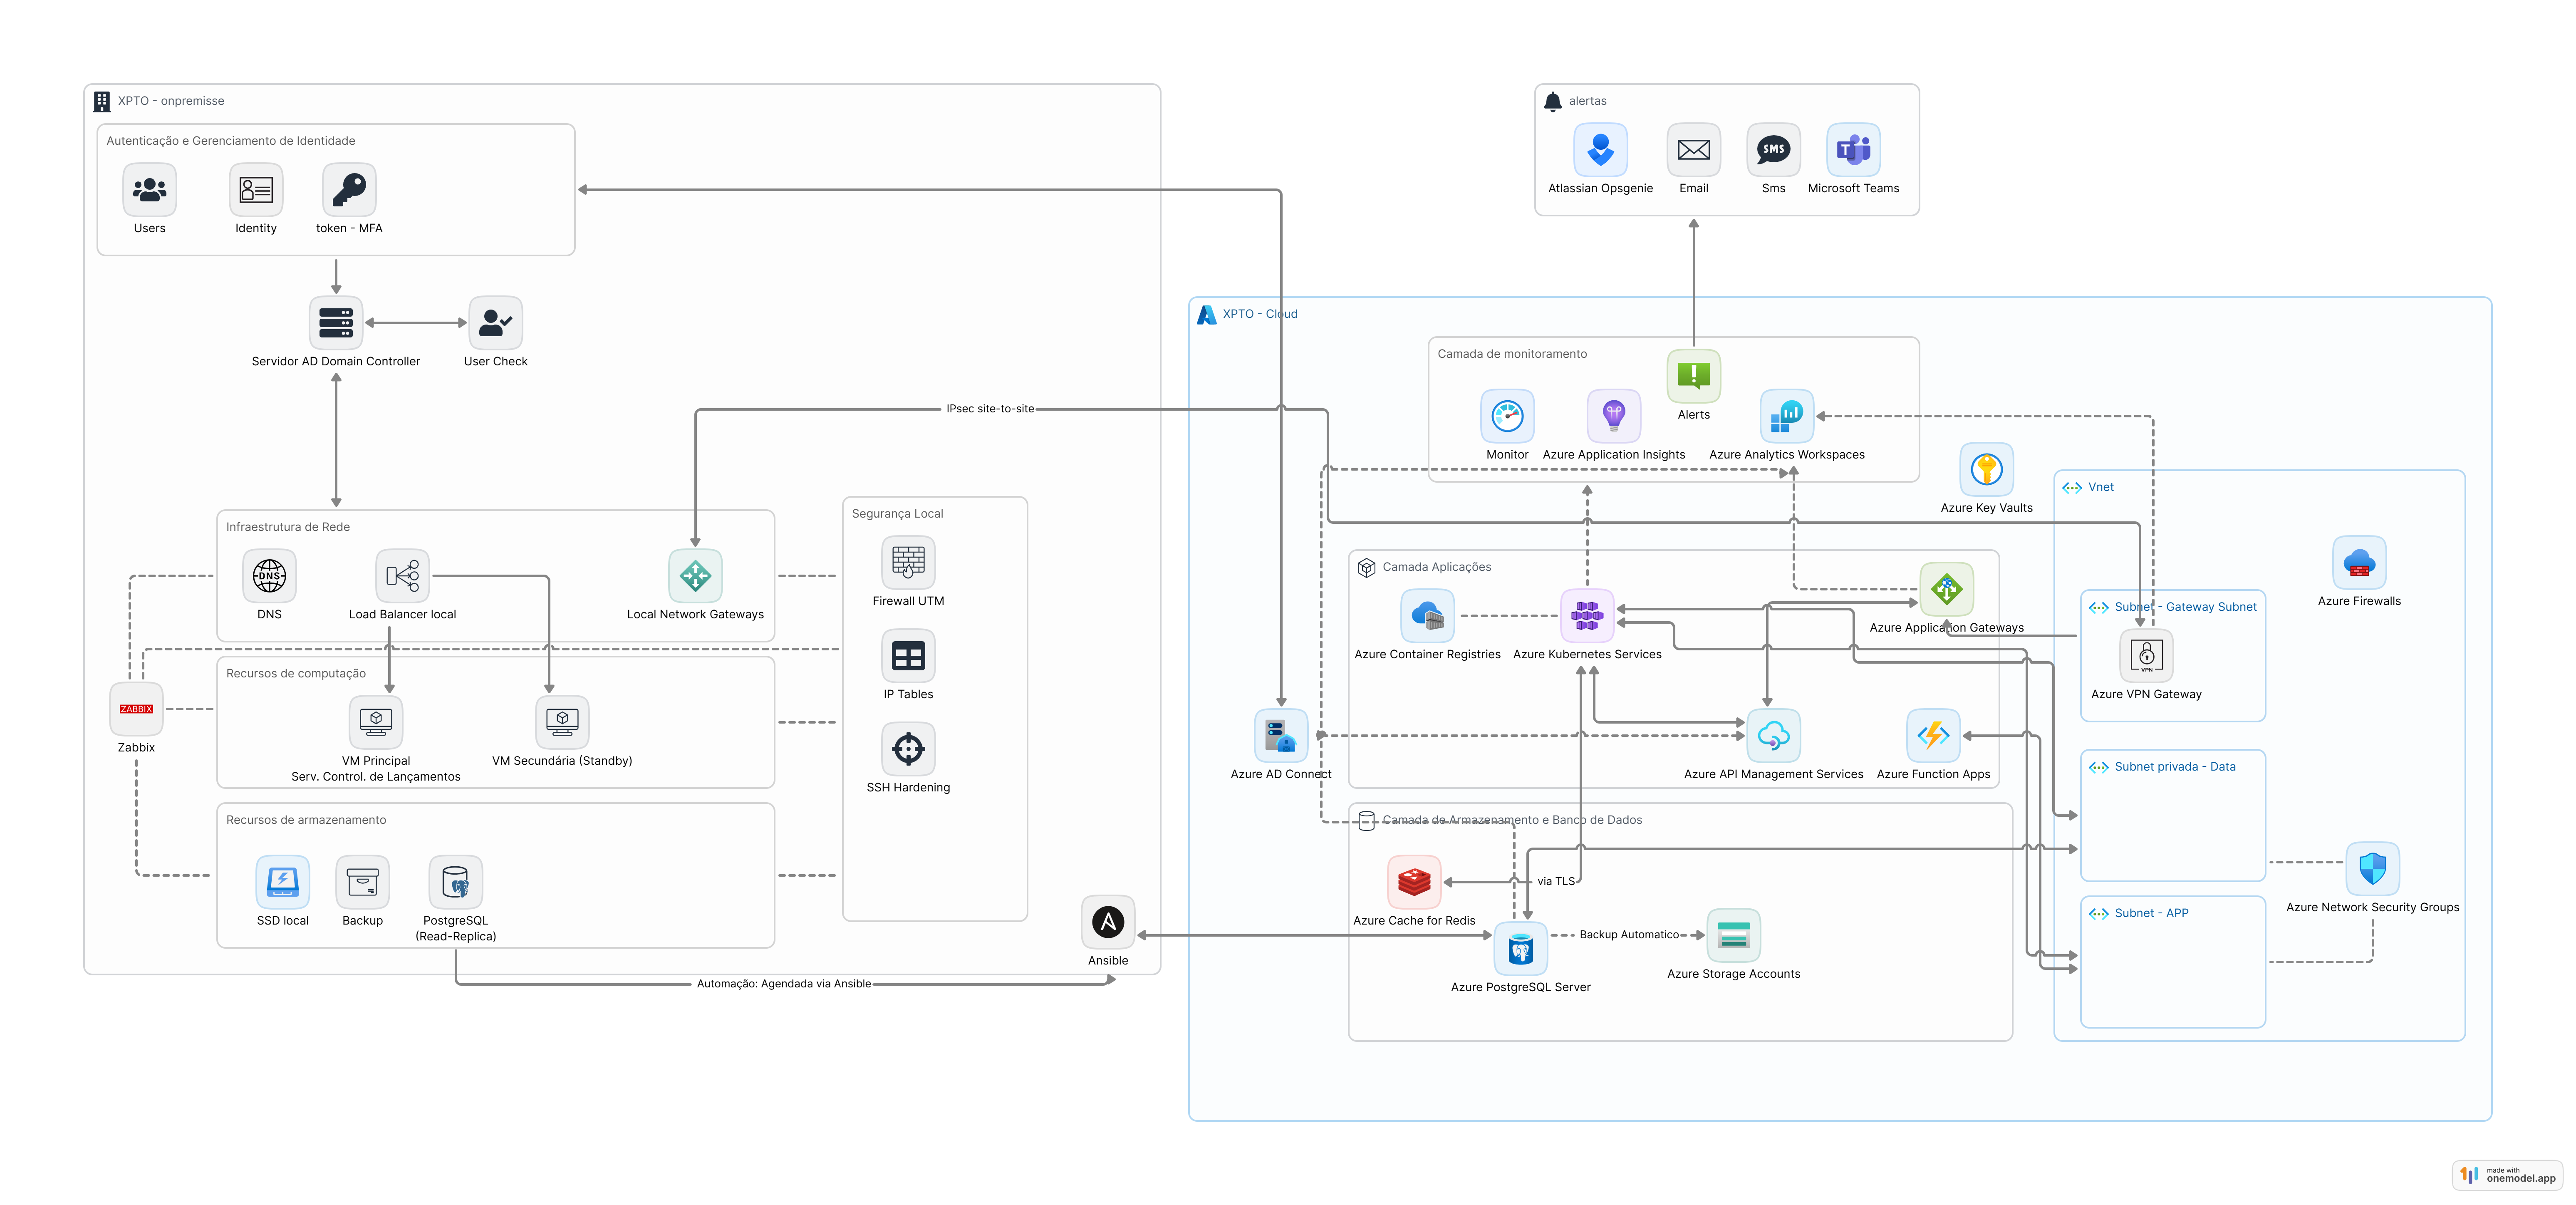 XPTO - onpremisse
Autenticação e Gerenciamento de Identidade
Users
Identity
token - MFA
Servidor AD Domain Controller
User Check
IPsec site-to-site
Infraestrutura de Rede
DNS
DNS
Load Balancer local
Local Network Gateways
Segurança Local
Firewall UTM
IP Tables
SSH Hardening
ZABBIX
Zabbix
Recursos de computação
VM Principal
Serv. Control. de Lançamentos
VM Secundária (Standby)
Recursos de armazenamento
SSD local
Backup
PostgreSQL
(Read-Replica)
Ansible
Automação: Agendada via Ansible
alertas
Atlassian Opsgenie
Email
SMS
Sms
T
Microsoft Teams
XPTO - Cloud
Camada de monitoramento
Monitor
Azure Application Insights
Alerts
Azure Analytics Workspaces
Azure Key Vaults
Camada Aplicações
Azure Container Registries
Azure Kubernetes Services
Azure Application Gateways
Azure AD Connect
Azure API Management Services
Azure Function Apps
Camada de Armazenamento e Banco de Dados
Azure Cache for Redis
via TLS
Azure PostgreSQL Server
Backup Automatico
Azure Storage Accounts
Vnet
Azure Firewalls
Subnet - Gateway Subnet
VPN
Azure VPN Gateway
Subnet privada - Data
Subnet - APP
Azure Network Security Groups
made with
onemodel.app